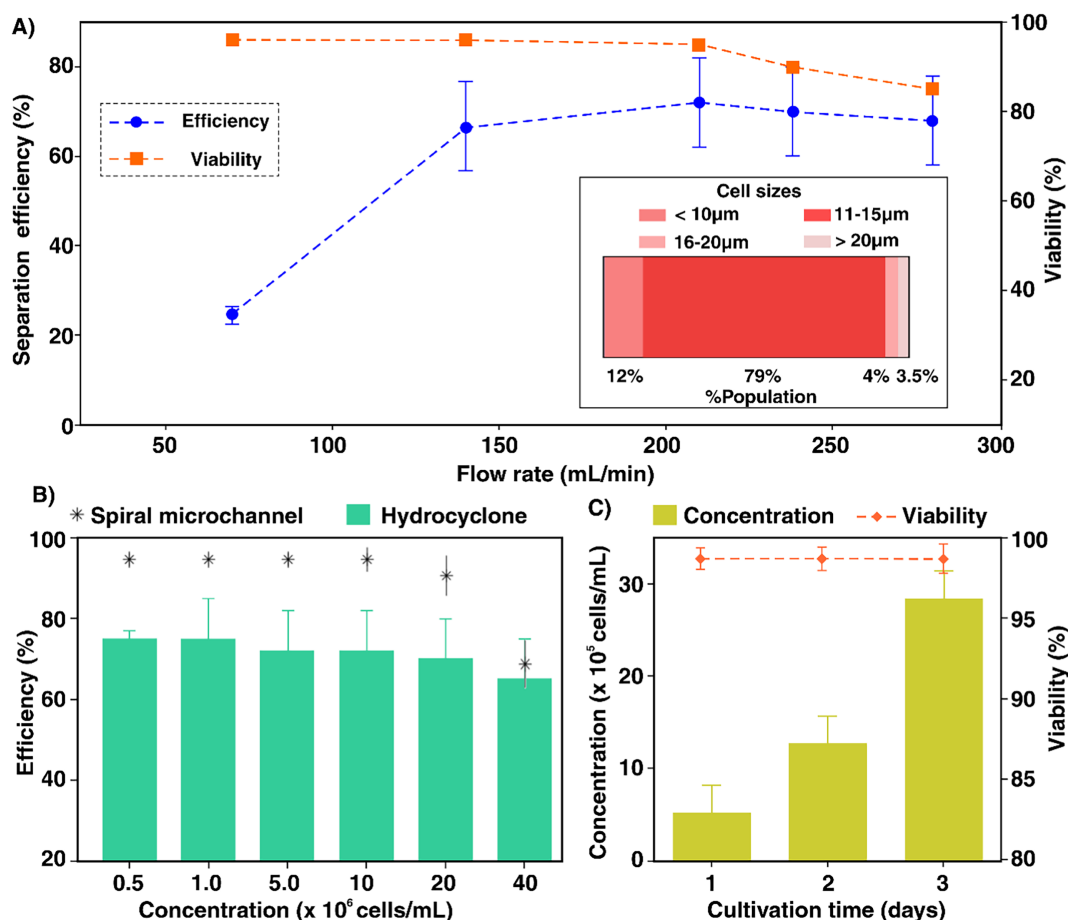 A)
Separation efficiency (%)
80
60
40
20
0
Efficiency
Viability
100
80
60
40
20
Viability (%)
Cell sizes
< 10µm
11-15µm
16-20µm
> 20µm
12%
79%
4%
3.5%
%Population
50
100
150
200
250
300
Flow rate (mL/min)
B)
Spiral microchannel
Hydrocyclone
Efficiency (%)
100
80
60
40
20
0.5
1.0
5.0
10
20
40
Concentration (x 10⁶ cells/mL)
C)
Concentration
Viability
Concentration (x 10⁵ cells/mL)
30
20
10
0
100
95
90
85
80
Viability (%)
1
2
3
Cultivation time (days)